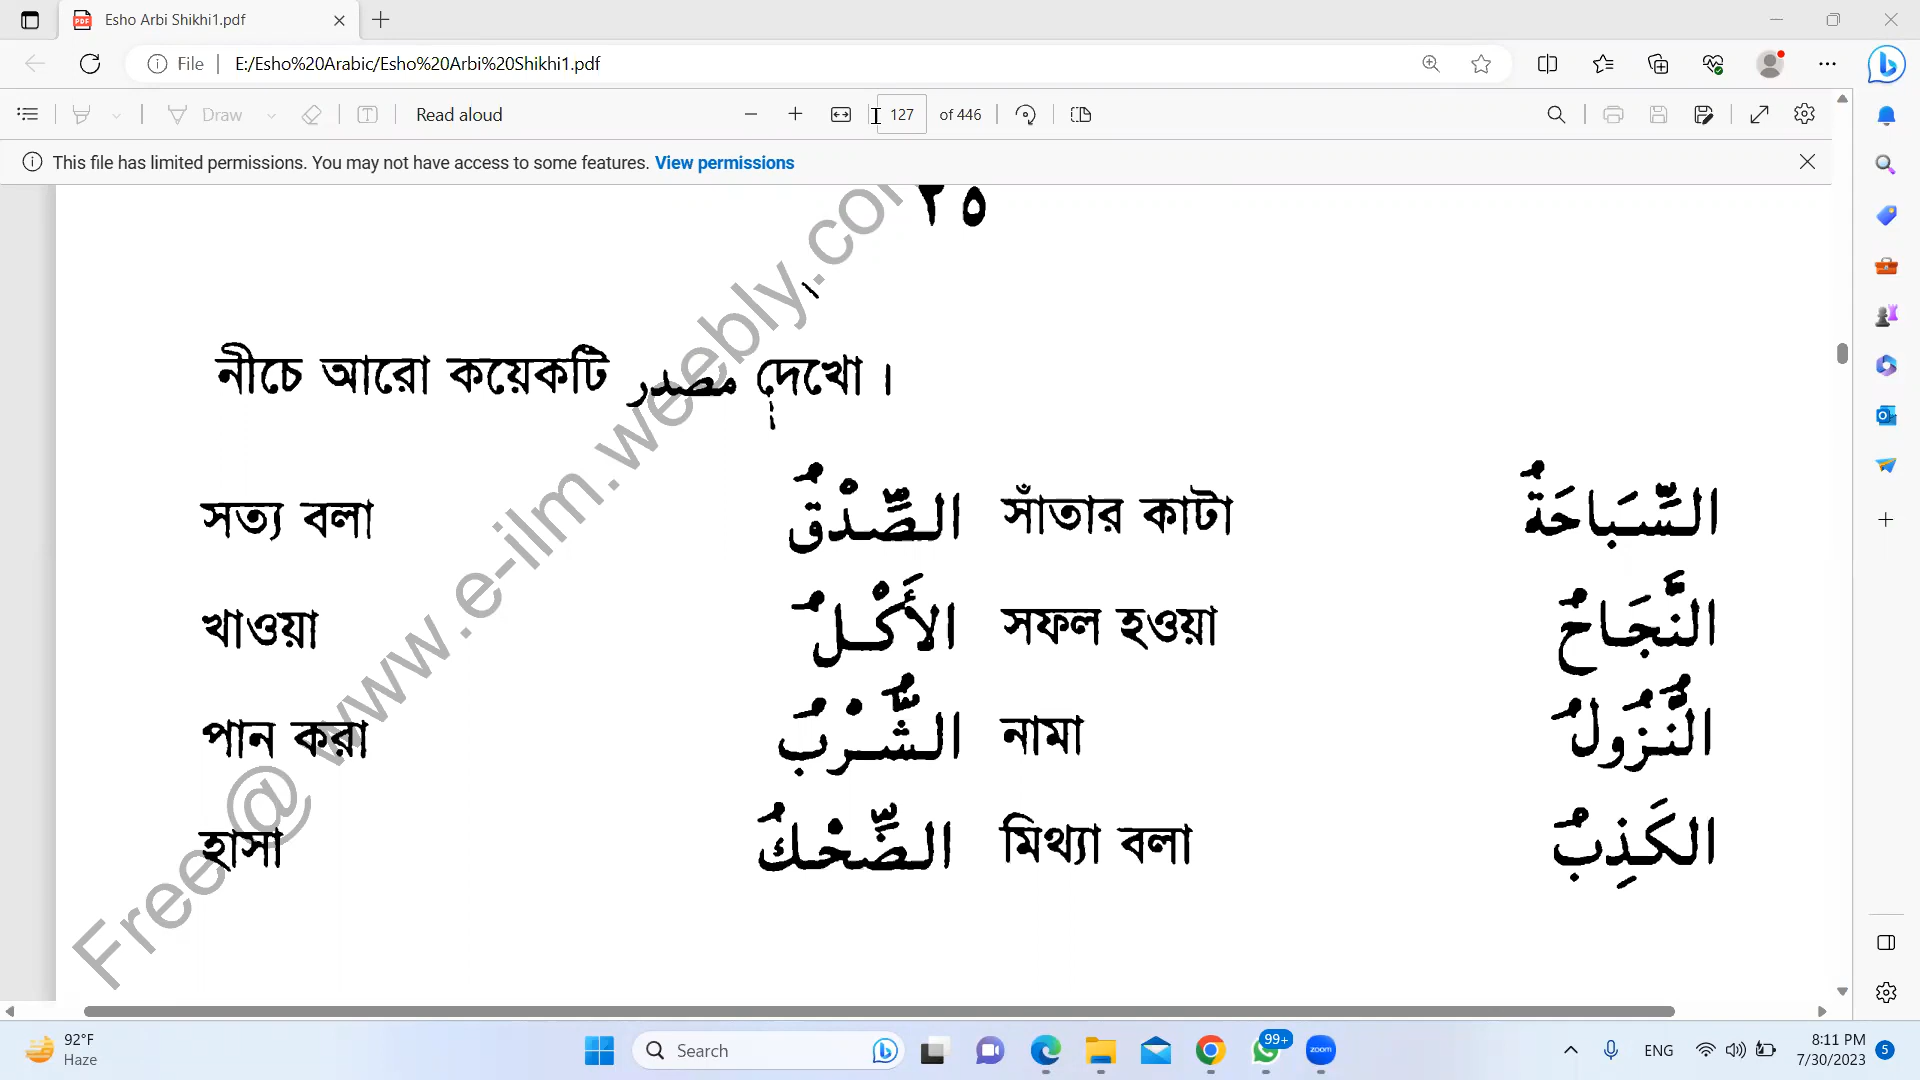 Esho Arbi Shikhi1.pdf
File E:/Esho%20Arabic/Esho%20Arbi%20Shikhi1.pdf
Draw Read aloud 127 of 446
This file has limited permissions. You may not have access to some features. View permissions
٢٥
নীচে আরো কয়েকটি مصدر দেখো ।
السِّبَاحَةُ সাঁতার কাটা الصِّدْقُ সত্য বলা
النَّجَاحُ সফল হওয়া الأَكْلُ খাওয়া
النُّزُولُ নামা الشُّرْبُ পান করা
الكَذِبُ মিথ্যা বলা الضِّحْكُ হাসা
Free @ www.e-ilm.weebly.com
92°F
Haze
Search
99+
zoom
ENG
8:11 PM
7/30/2023
5